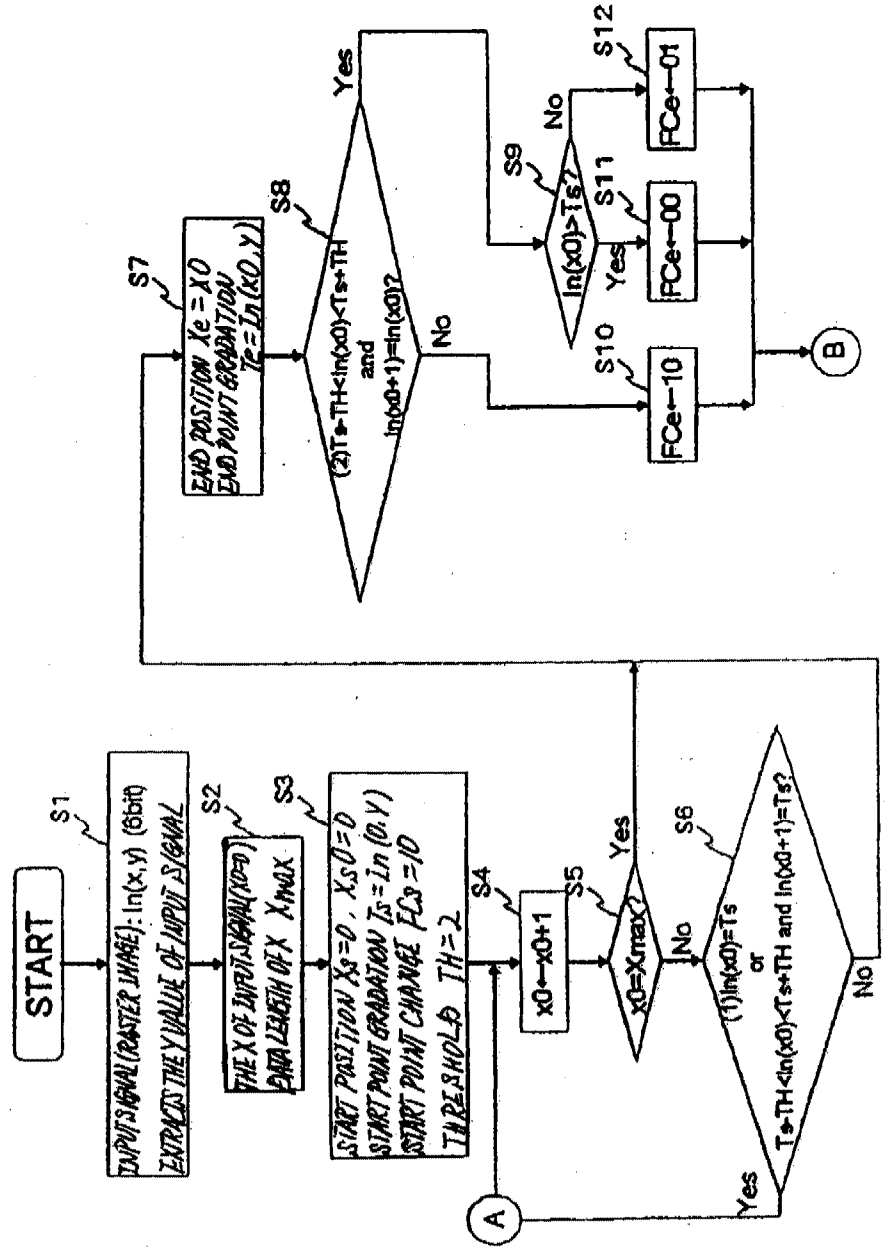 START
S1
INPUT SIGNAL (RASTER IMAGE): In(x,y) (6bit)
EXTRACTS THE Y VALUE OF INPUT SIGNAL
S2
THE X OF INPUT SIGNAL (X0=0)
DATA LENGTH OF X Xmax
S3
START POSITION Xs=0, Xs0=0
START POINT GRADATION Ts=In(0,Y)
START POINT CHANGE FCs=10
THRESHOLD TH=2
A
S4
x0←x0+1
S5
x0=Xmax?
Yes
No
S6
(1)In(x0)=Ts
or
Ts-TH<In(x0)<Ts+TH and In(x0+1)=Ts?
Yes
No
S7
END POSITION Xe=X0
END POINT GRADATION
Te=In(X0,Y)
S8
(2)Ts-TH<In(x0)<Ts+TH
and
In(x0+1)=In(x0)?
Yes
No
S9
In(x0)>Ts?
No
Yes
S10
FCe←10
S11
FCe←00
S12
FCe←01
B